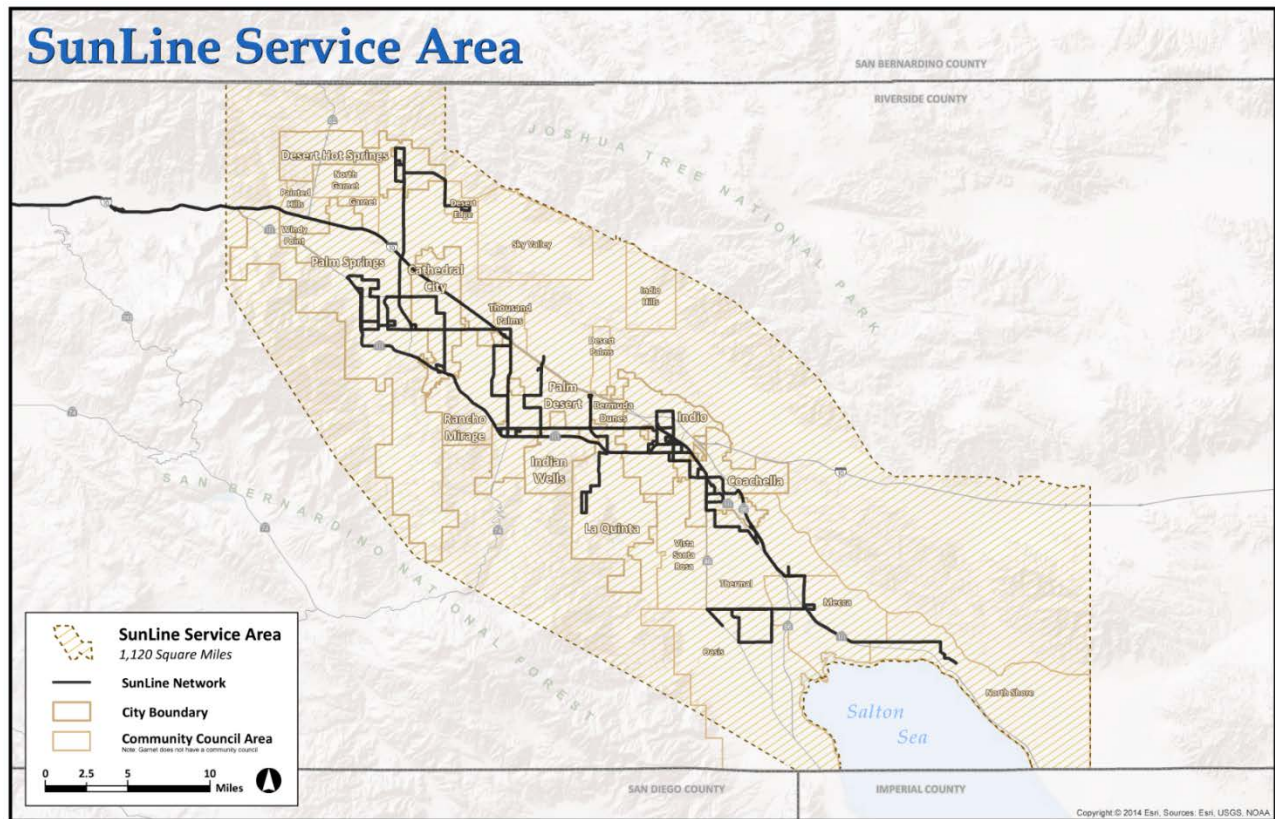 SunLine Service Area
SAN BERNARDINO COUNTY
RIVERSIDE COUNTY
JOSHUA TREE NATIONAL PARK
Desert Hot Springs
North
Garnet
Painted
Hills
Garnet
Desert
Edge
Windy
Point
Sky Valley
Palm Springs
Cathedral
City
Indio
Hills
Thousand
Palms
Desert
Palms
Palm
Desert
Bermuda
Dunes
Indio
Rancho
Mirage
Indian
Wells
Coachella
La Quinta
Vista
Santa
Rosa
Thermal
Mecca
Oasis
North Shore
SAN BERNARDINO NATIONAL FOREST
Salton
Sea
SunLine Service Area
1,120 Square Miles
SunLine Network
City Boundary
Community Council Area
Note: Garnet does not have a community council
0 2.5 5 10
Miles
SAN DIEGO COUNTY
IMPERIAL COUNTY
Copyright:© 2014 Esri, Sources: Esri, USGS, NOAA